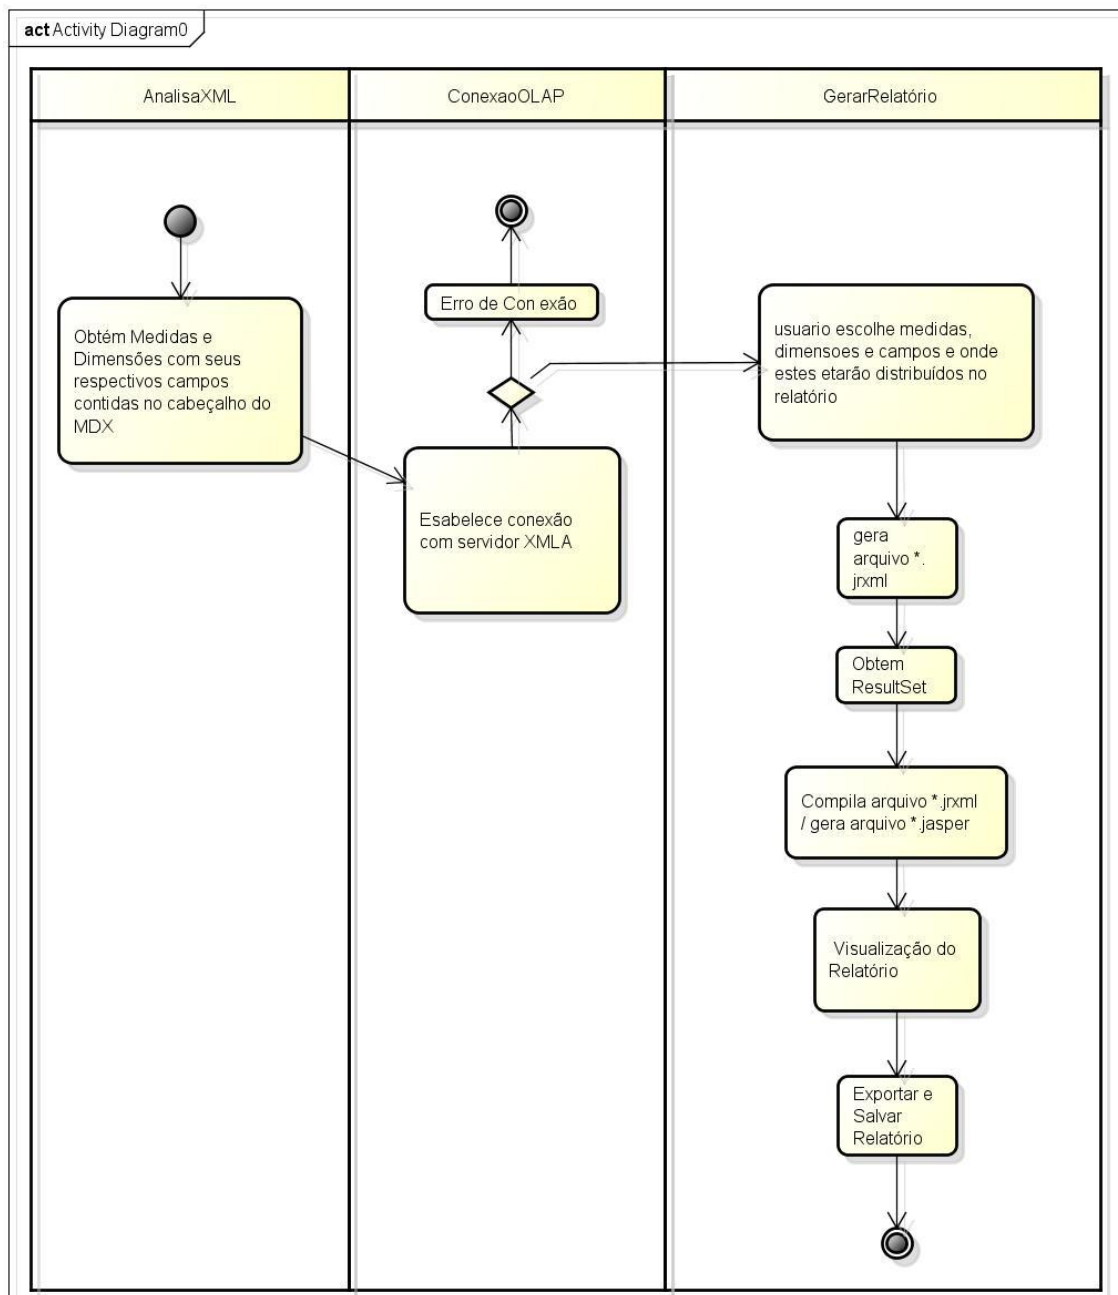 act Activity Diagram0
AnalisaXML
ConexaoOLAP
GerarRelatório
Obtém Medidas e
Dimensões com seus
respectivos campos
contidas no cabeçalho do
MDX
Erro de Con exão
Esabelece conexão
com servidor XMLA
usuario escolhe medidas,
dimensoes e campos e onde
estes etarão distribuídos no
relatório
gera
arquivo *.
jrxml
Obtem
ResultSet
Compila arquivo *.jrxml
/ gera arquivo *.jasper
Visualização do
Relatório
Exportar e
Salvar
Relatório